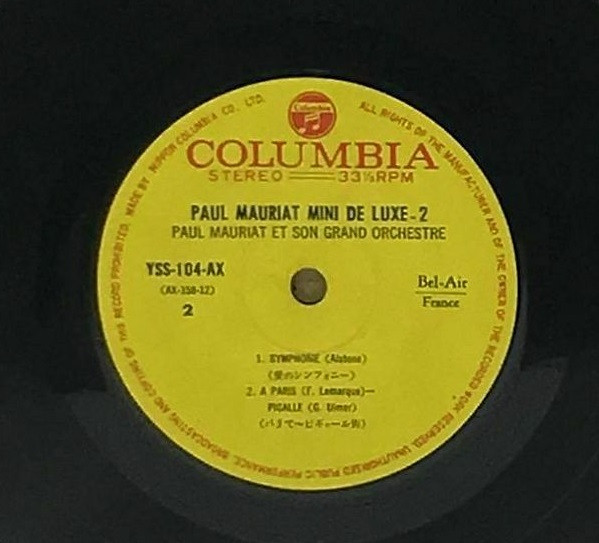 Columbia
COLUMBIA
STEREO 33⅓RPM
PAUL MAURIAT MINI DE LUXE-2
PAUL MAURIAT ET SON GRAND ORCHESTRE
YSS-104-AX
(AX-358-12)
2
Bel-Air
France
1. SYMPHONIE (Alstone)
(愛のシンフォニー)
2. A PARIS (F. Lemarque)—
PIGALLE (G. Ulmer)
(パリで〜ピギャール街)
ALL RIGHTS OF THE MANUFACTURER AND OF THE OWNER OF THE RECORDED WORK RESERVED. UNAUTHORISED PUBLIC PERFORMANCE, BROADCASTING AND COPYING OF THIS RECORD PROHIBITED. MADE BY NIPPON COLUMBIA CO., LTD.